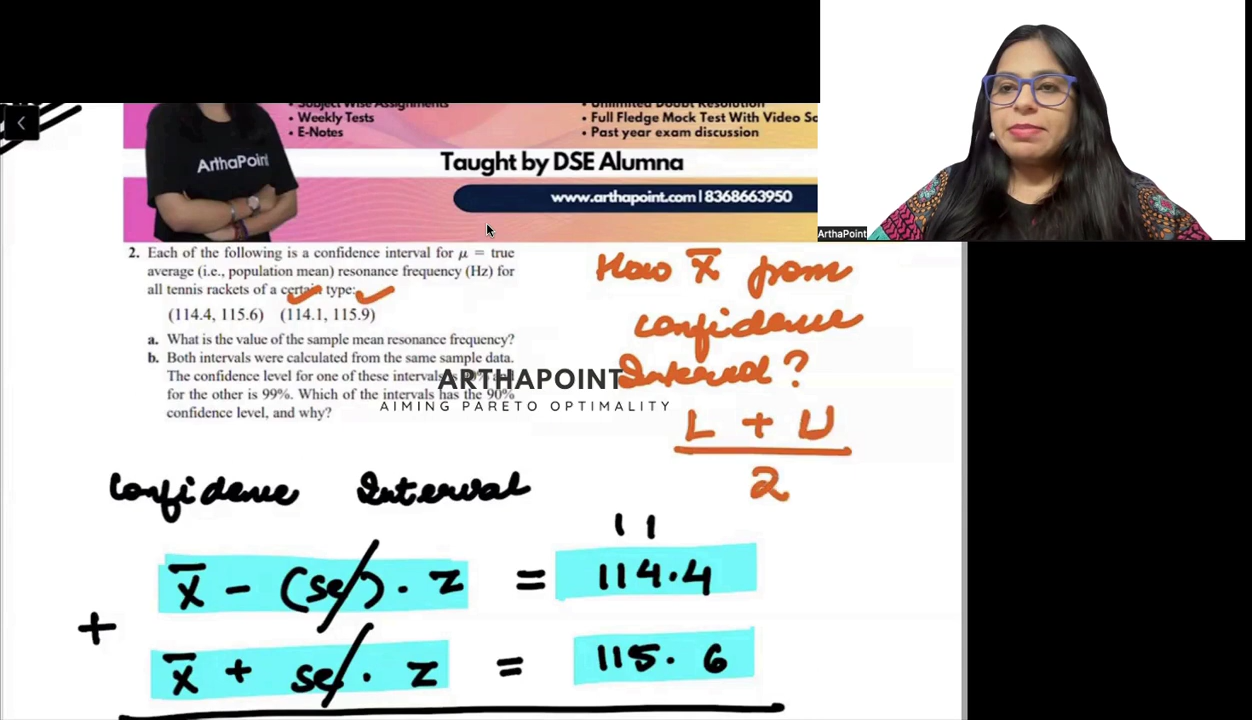 • Subject Wise Assignments
• Weekly Tests
• E-Notes
• Unlimited Doubt Resolution
• Full Fledge Mock Test With Video So
• Past year exam discussion
ArthaPoint
Taught by DSE Alumna
www.arthapoint.com | 8368663950
ArthaPoint
2. Each of the following is a confidence interval for μ = true
average (i.e., population mean) resonance frequency (Hz) for
all tennis rackets of a certain type:
(114.4, 115.6) (114.1, 115.9)
a. What is the value of the sample mean resonance frequency?
b. Both intervals were calculated from the same sample data.
The confidence level for one of these intervals is 90% and
for the other is 99%. Which of the intervals has the 90%
confidence level, and why?
ARTHAPOINT
AIMING PARETO OPTIMALITY
How x̄ from
confidence
Interval?
L + U
2
Confidence Interval
11
x̄ - (se) . z = 114.4
+
x̄ + se . z = 115.6